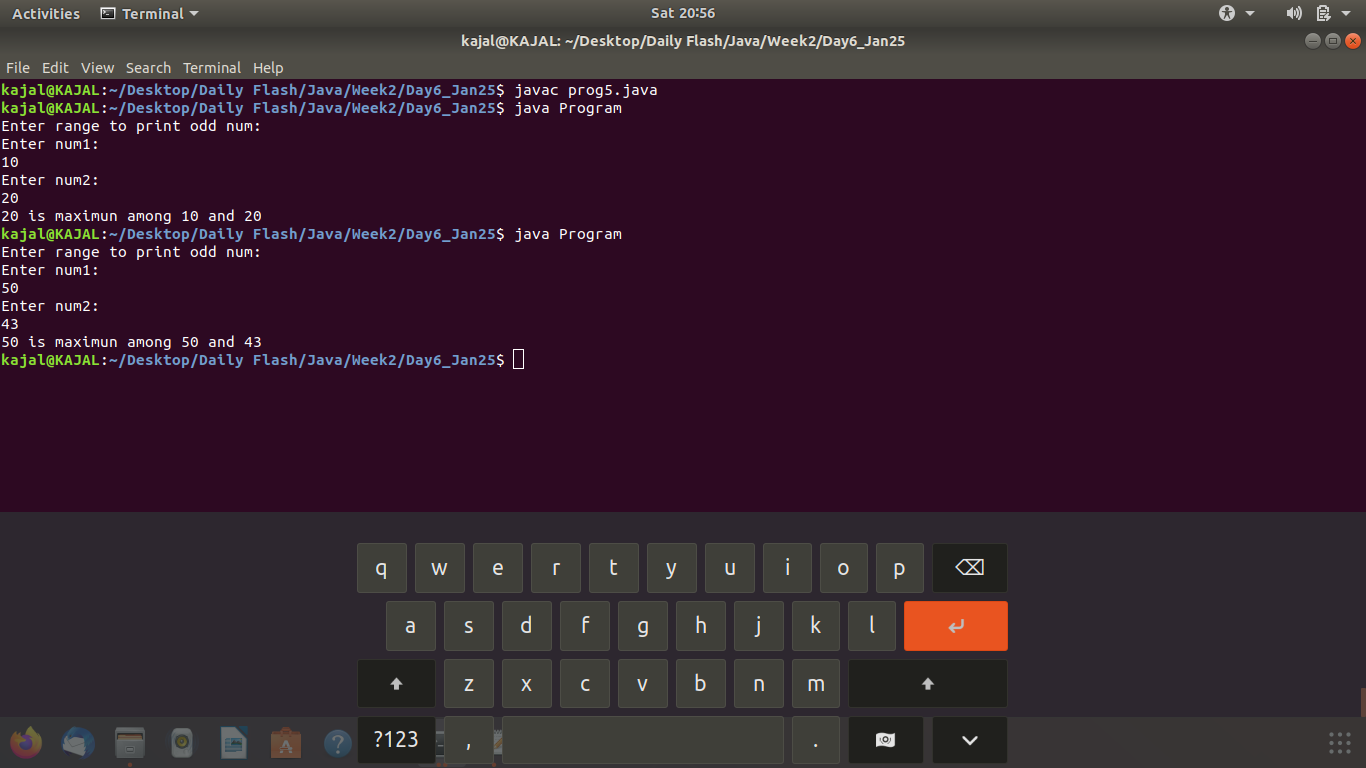 Activities Terminal Sat 20:56
kajal@KAJAL: ~/Desktop/Daily Flash/Java/Week2/Day6_Jan25
File Edit View Search Terminal Help
kajal@KAJAL:~/Desktop/Daily Flash/Java/Week2/Day6_Jan25$ javac prog5.java
kajal@KAJAL:~/Desktop/Daily Flash/Java/Week2/Day6_Jan25$ java Program
Enter range to print odd num:
Enter num1:
10
Enter num2:
20
20 is maximun among 10 and 20
kajal@KAJAL:~/Desktop/Daily Flash/Java/Week2/Day6_Jan25$ java Program
Enter range to print odd num:
Enter num1:
50
Enter num2:
43
50 is maximun among 50 and 43
kajal@KAJAL:~/Desktop/Daily Flash/Java/Week2/Day6_Jan25$
q w e r t y u i o p
a s d f g h j k l
z x c v b n m
?123 , .